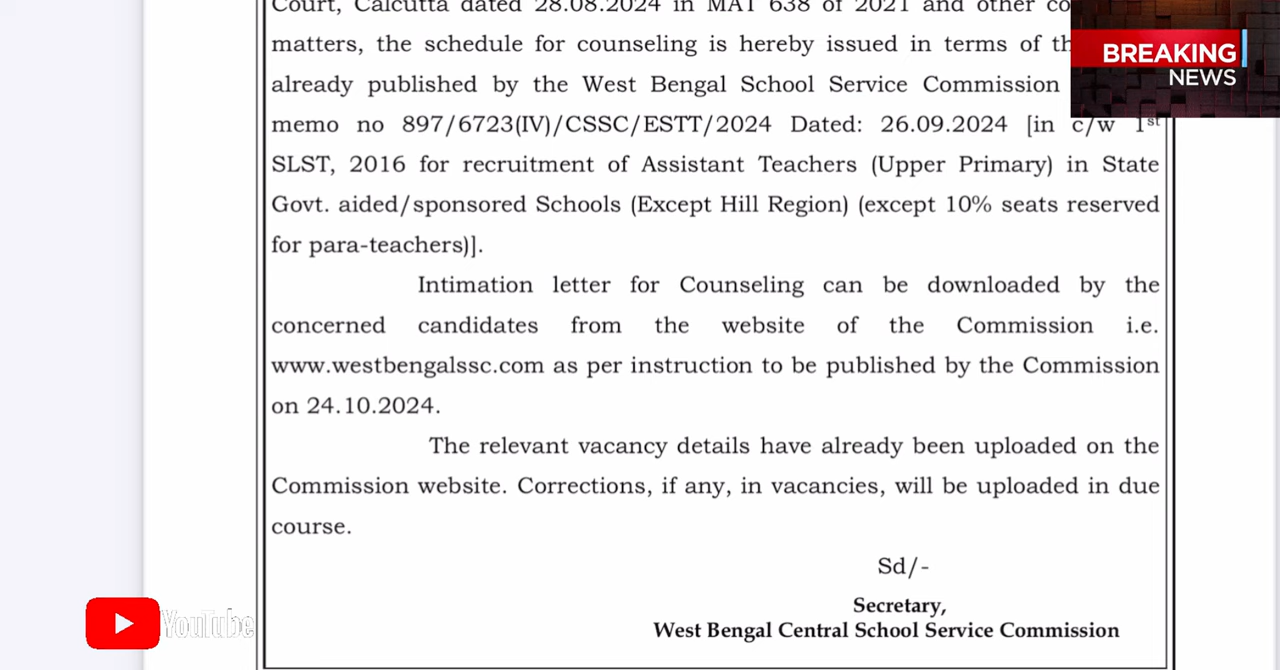 Court, Calcutta dated 28.08.2024 in MAT 638 of 2021 and other
matters, the schedule for counseling is hereby issued in terms of
already published by the West Bengal School Service Commission
memo no 897/6723(IV)/CSSC/ESTT/2024 Dated: 26.09.2024 [in c/w 1st
SLST, 2016 for recruitment of Assistant Teachers (Upper Primary) in State
Govt. aided/sponsored Schools (Except Hill Region) (except 10% seats reserved
for para-teachers)].
Intimation letter for Counseling can be downloaded by the
concerned candidates from the website of the Commission i.e.
www.westbengalssc.com as per instruction to be published by the Commission
on 24.10.2024.
The relevant vacancy details have already been uploaded on the
Commission website. Corrections, if any, in vacancies, will be uploaded in due
course.
Sd/-
Secretary,
West Bengal Central School Service Commission
BREAKING
NEWS
YouTube